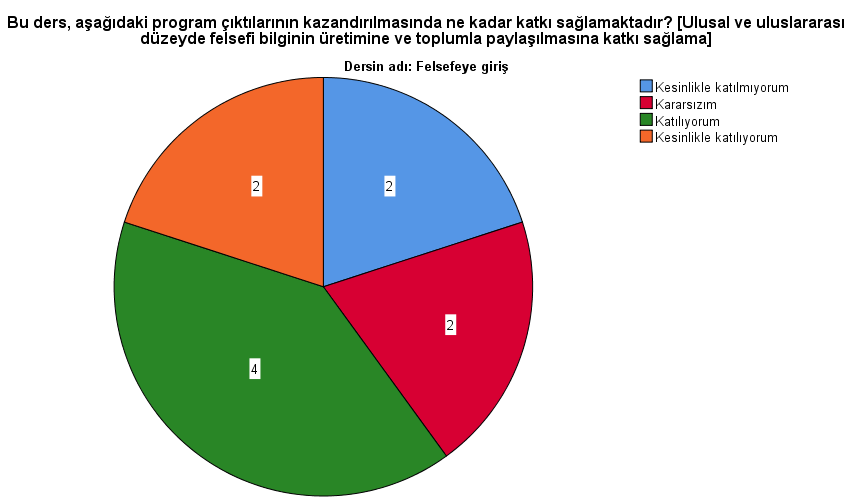 Bu ders, aşağıdaki program çıktılarının kazandırılmasında ne kadar katkı sağlamaktadır? [Ulusal ve uluslararası
düzeyde felsefi bilginin üretimine ve toplumla paylaşılmasına katkı sağlama]
Dersin adı: Felsefeye giriş
Kesinlikle katılmıyorum
Kararsızım
Katılıyorum
Kesinlikle katılıyorum
2
2
2
4